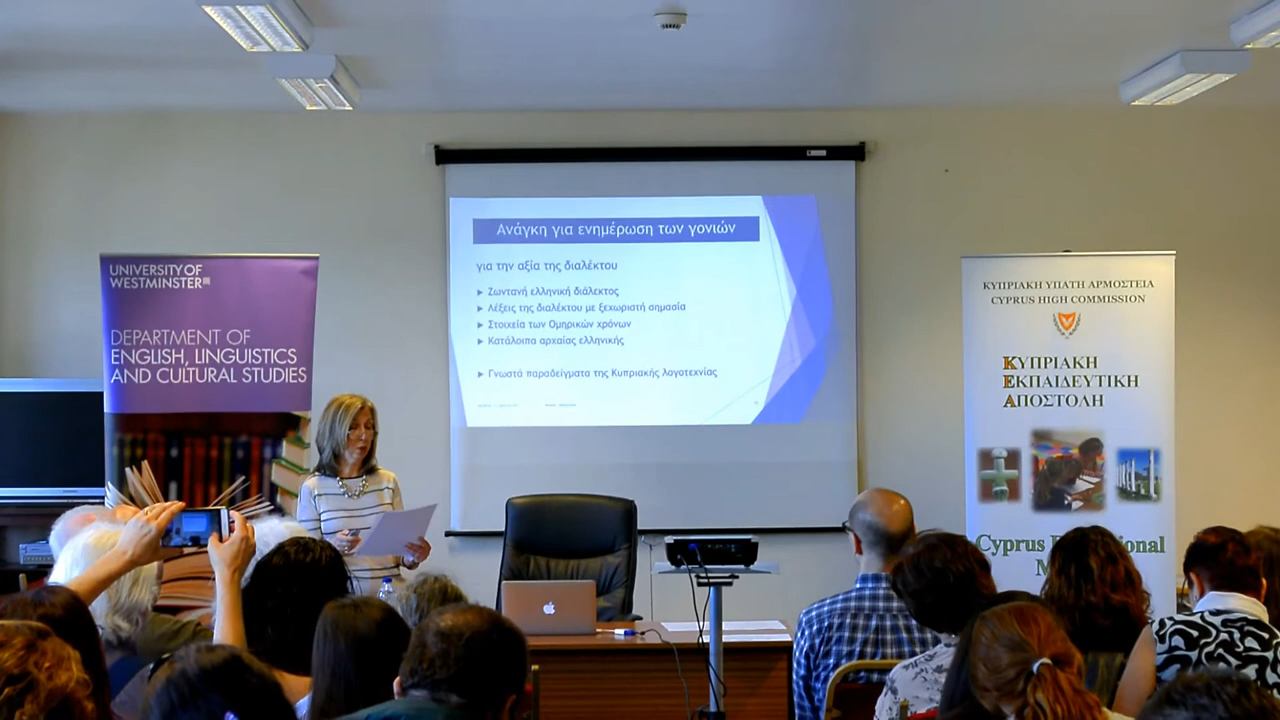 UNIVERSITY OF
WESTMINSTER
DEPARTMENT OF
ENGLISH, LINGUISTICS
AND CULTURAL STUDIES
Ανάγκη για ενημέρωση των γονιών
για την αξία της διαλέκτου
Ζωντανή ελληνική διάλεκτος
Λέξεις της διαλέκτου με ξεχωριστή σημασία
Στοιχεία των Ομηρικών χρόνων
Κατάλοιπα αρχαίας ελληνικής
Γνωστά παραδείγματα της Κυπριακής λογοτεχνίας
ΚΥΠΡΙΑΚΗ ΥΠΑΤΗ ΑΡΜΟΣΤΕΙΑ
CYPRUS HIGH COMMISSION
ΚΥΠΡΙΑΚΗ
ΕΚΠΑΙΔΕΥΤΙΚΗ
ΑΠΟΣΤΟΛΗ
Cyprus